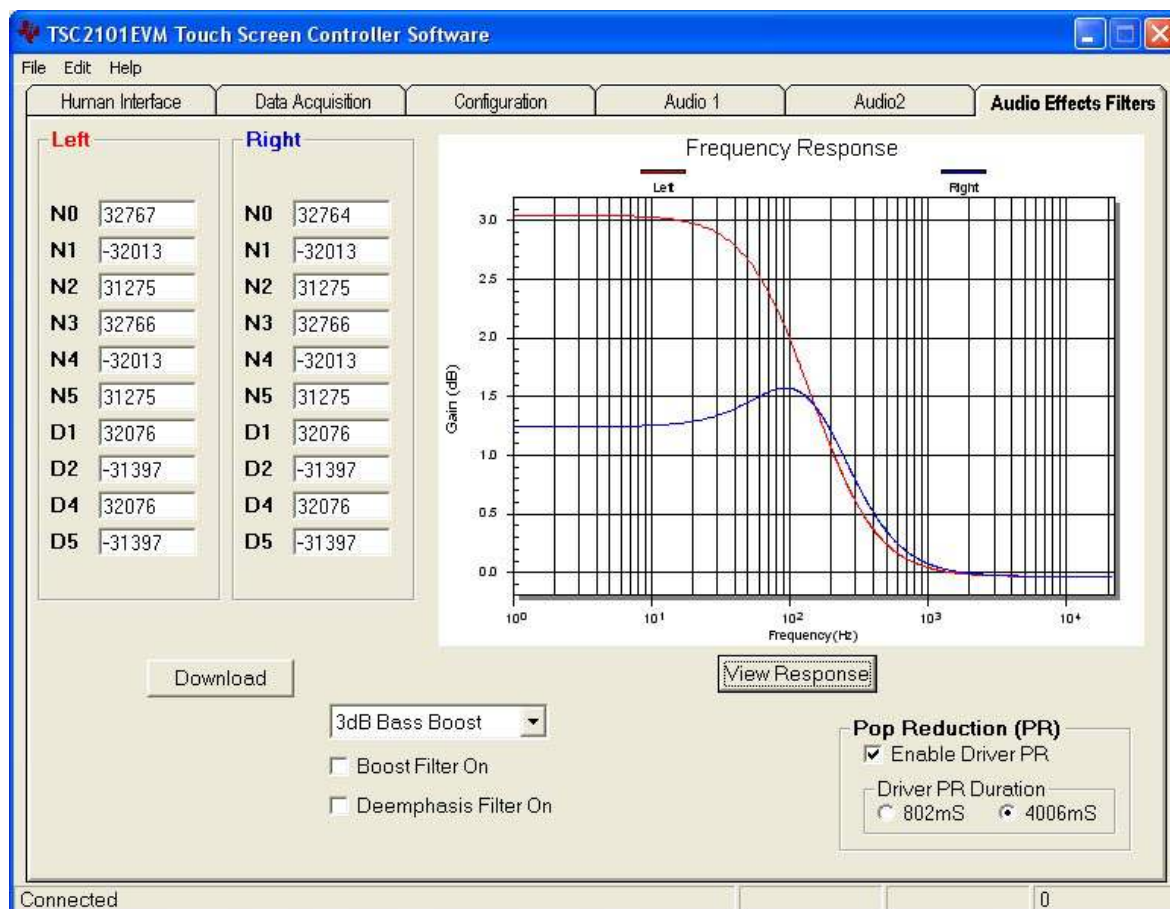 TSC2101EVM Touch Screen Controller Software
File Edit Help
Human Interface Data Acquisition Configuration Audio 1 Audio2 Audio Effects Filters
Left
N0 32767
N1 -32013
N2 31275
N3 32766
N4 -32013
N5 31275
D1 32076
D2 -31397
D4 32076
D5 -31397
Right
N0 32764
N1 -32013
N2 31275
N3 32766
N4 -32013
N5 31275
D1 32076
D2 -31397
D4 32076
D5 -31397
Frequency Response
Left Right
Gain (dB)
3.0
2.5
2.0
1.5
1.0
0.5
0.0
10⁰ 10¹ 10² 10³ 10⁴
Frequency(Hz)
View Response
Download
3dB Bass Boost
Boost Filter On
Deemphasis Filter On
Pop Reduction (PR)
Enable Driver PR
Driver PR Duration
802mS 4006mS
Connected 0